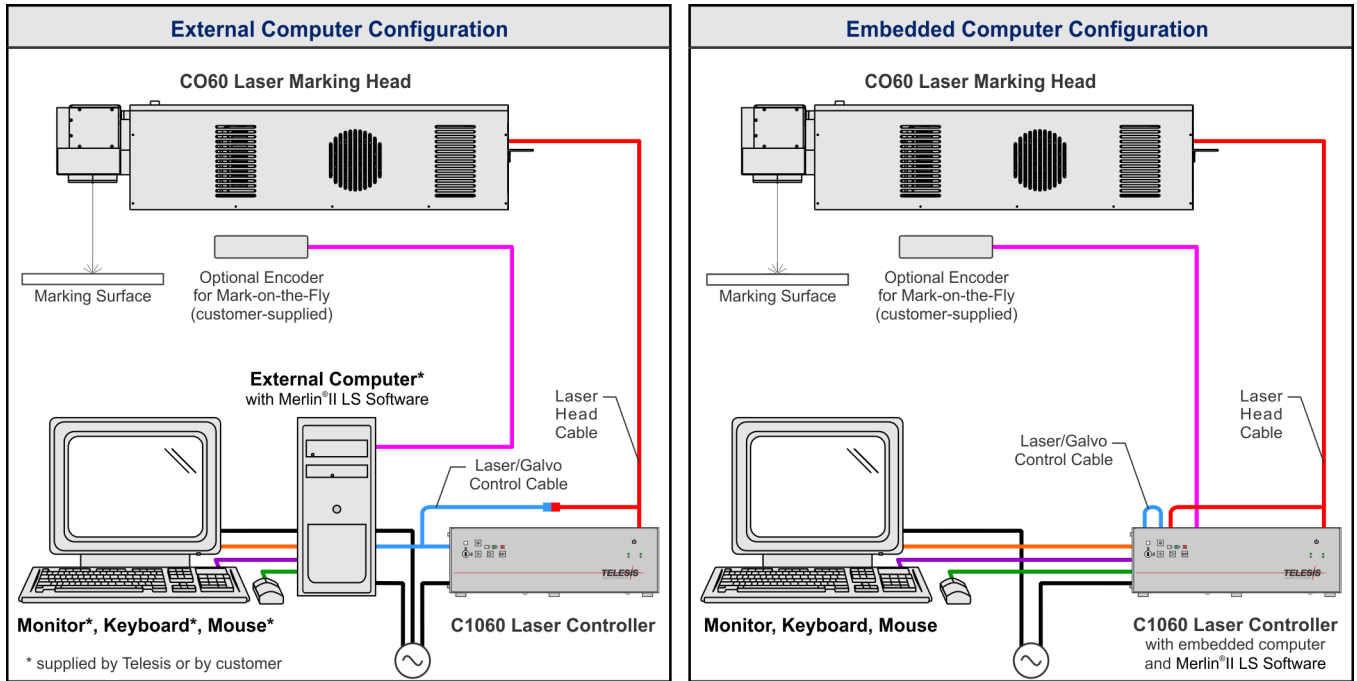 External Computer Configuration
CO60 Laser Marking Head
Marking Surface
Optional Encoder
for Mark-on-the-Fly
(customer-supplied)
External Computer*
with Merlin®II LS Software
Laser
Head
Cable
Laser/Galvo
Control Cable
TELESIS
Monitor*, Keyboard*, Mouse*
C1060 Laser Controller
* supplied by Telesis or by customer
Embedded Computer Configuration
CO60 Laser Marking Head
Marking Surface
Optional Encoder
for Mark-on-the-Fly
(customer-supplied)
Laser
Head
Cable
Laser/Galvo
Control Cable
TELESIS
Monitor, Keyboard, Mouse
C1060 Laser Controller
with embedded computer
and Merlin®II LS Software